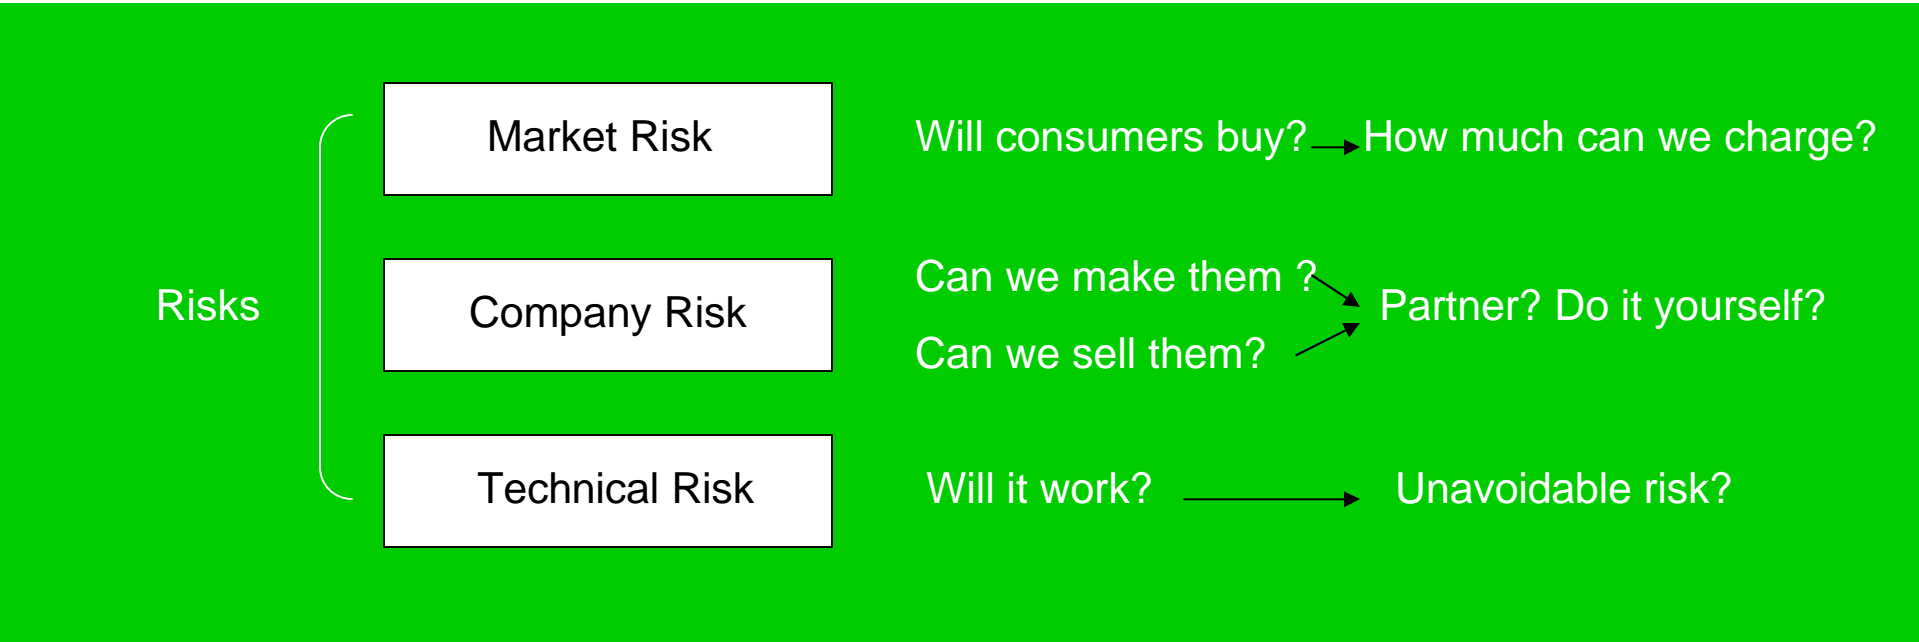 Market Risk
Will consumers buy?
How much can we charge?
Risks
Company Risk
Can we make them ?
Can we sell them?
Partner? Do it yourself?
Technical Risk
Will it work?
Unavoidable risk?